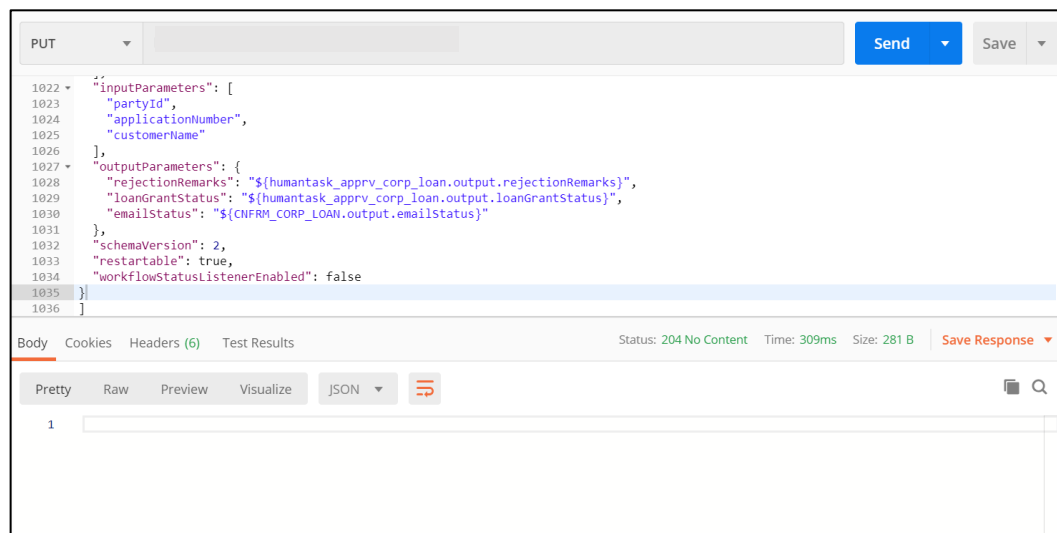 PUT Send Save
1022 "inputParameters": [
1023 "partyId",
1024 "applicationNumber",
1025 "customerName"
1026 ],
1027 "outputParameters": {
1028 "rejectionRemarks": "${humantask_apprv_corp_loan.output.rejectionRemarks}",
1029 "loanGrantStatus": "${humantask_apprv_corp_loan.output.loanGrantStatus}",
1030 "emailStatus": "${CNFRM_CORP_LOAN.output.emailStatus}"
1031 },
1032 "schemaVersion": 2,
1033 "restartable": true,
1034 "workflowStatusListenerEnabled": false
1035 }
1036 ]
Body Cookies Headers (6) Test Results Status: 204 No Content Time: 309ms Size: 281 B Save Response
Pretty Raw Preview Visualize JSON
1